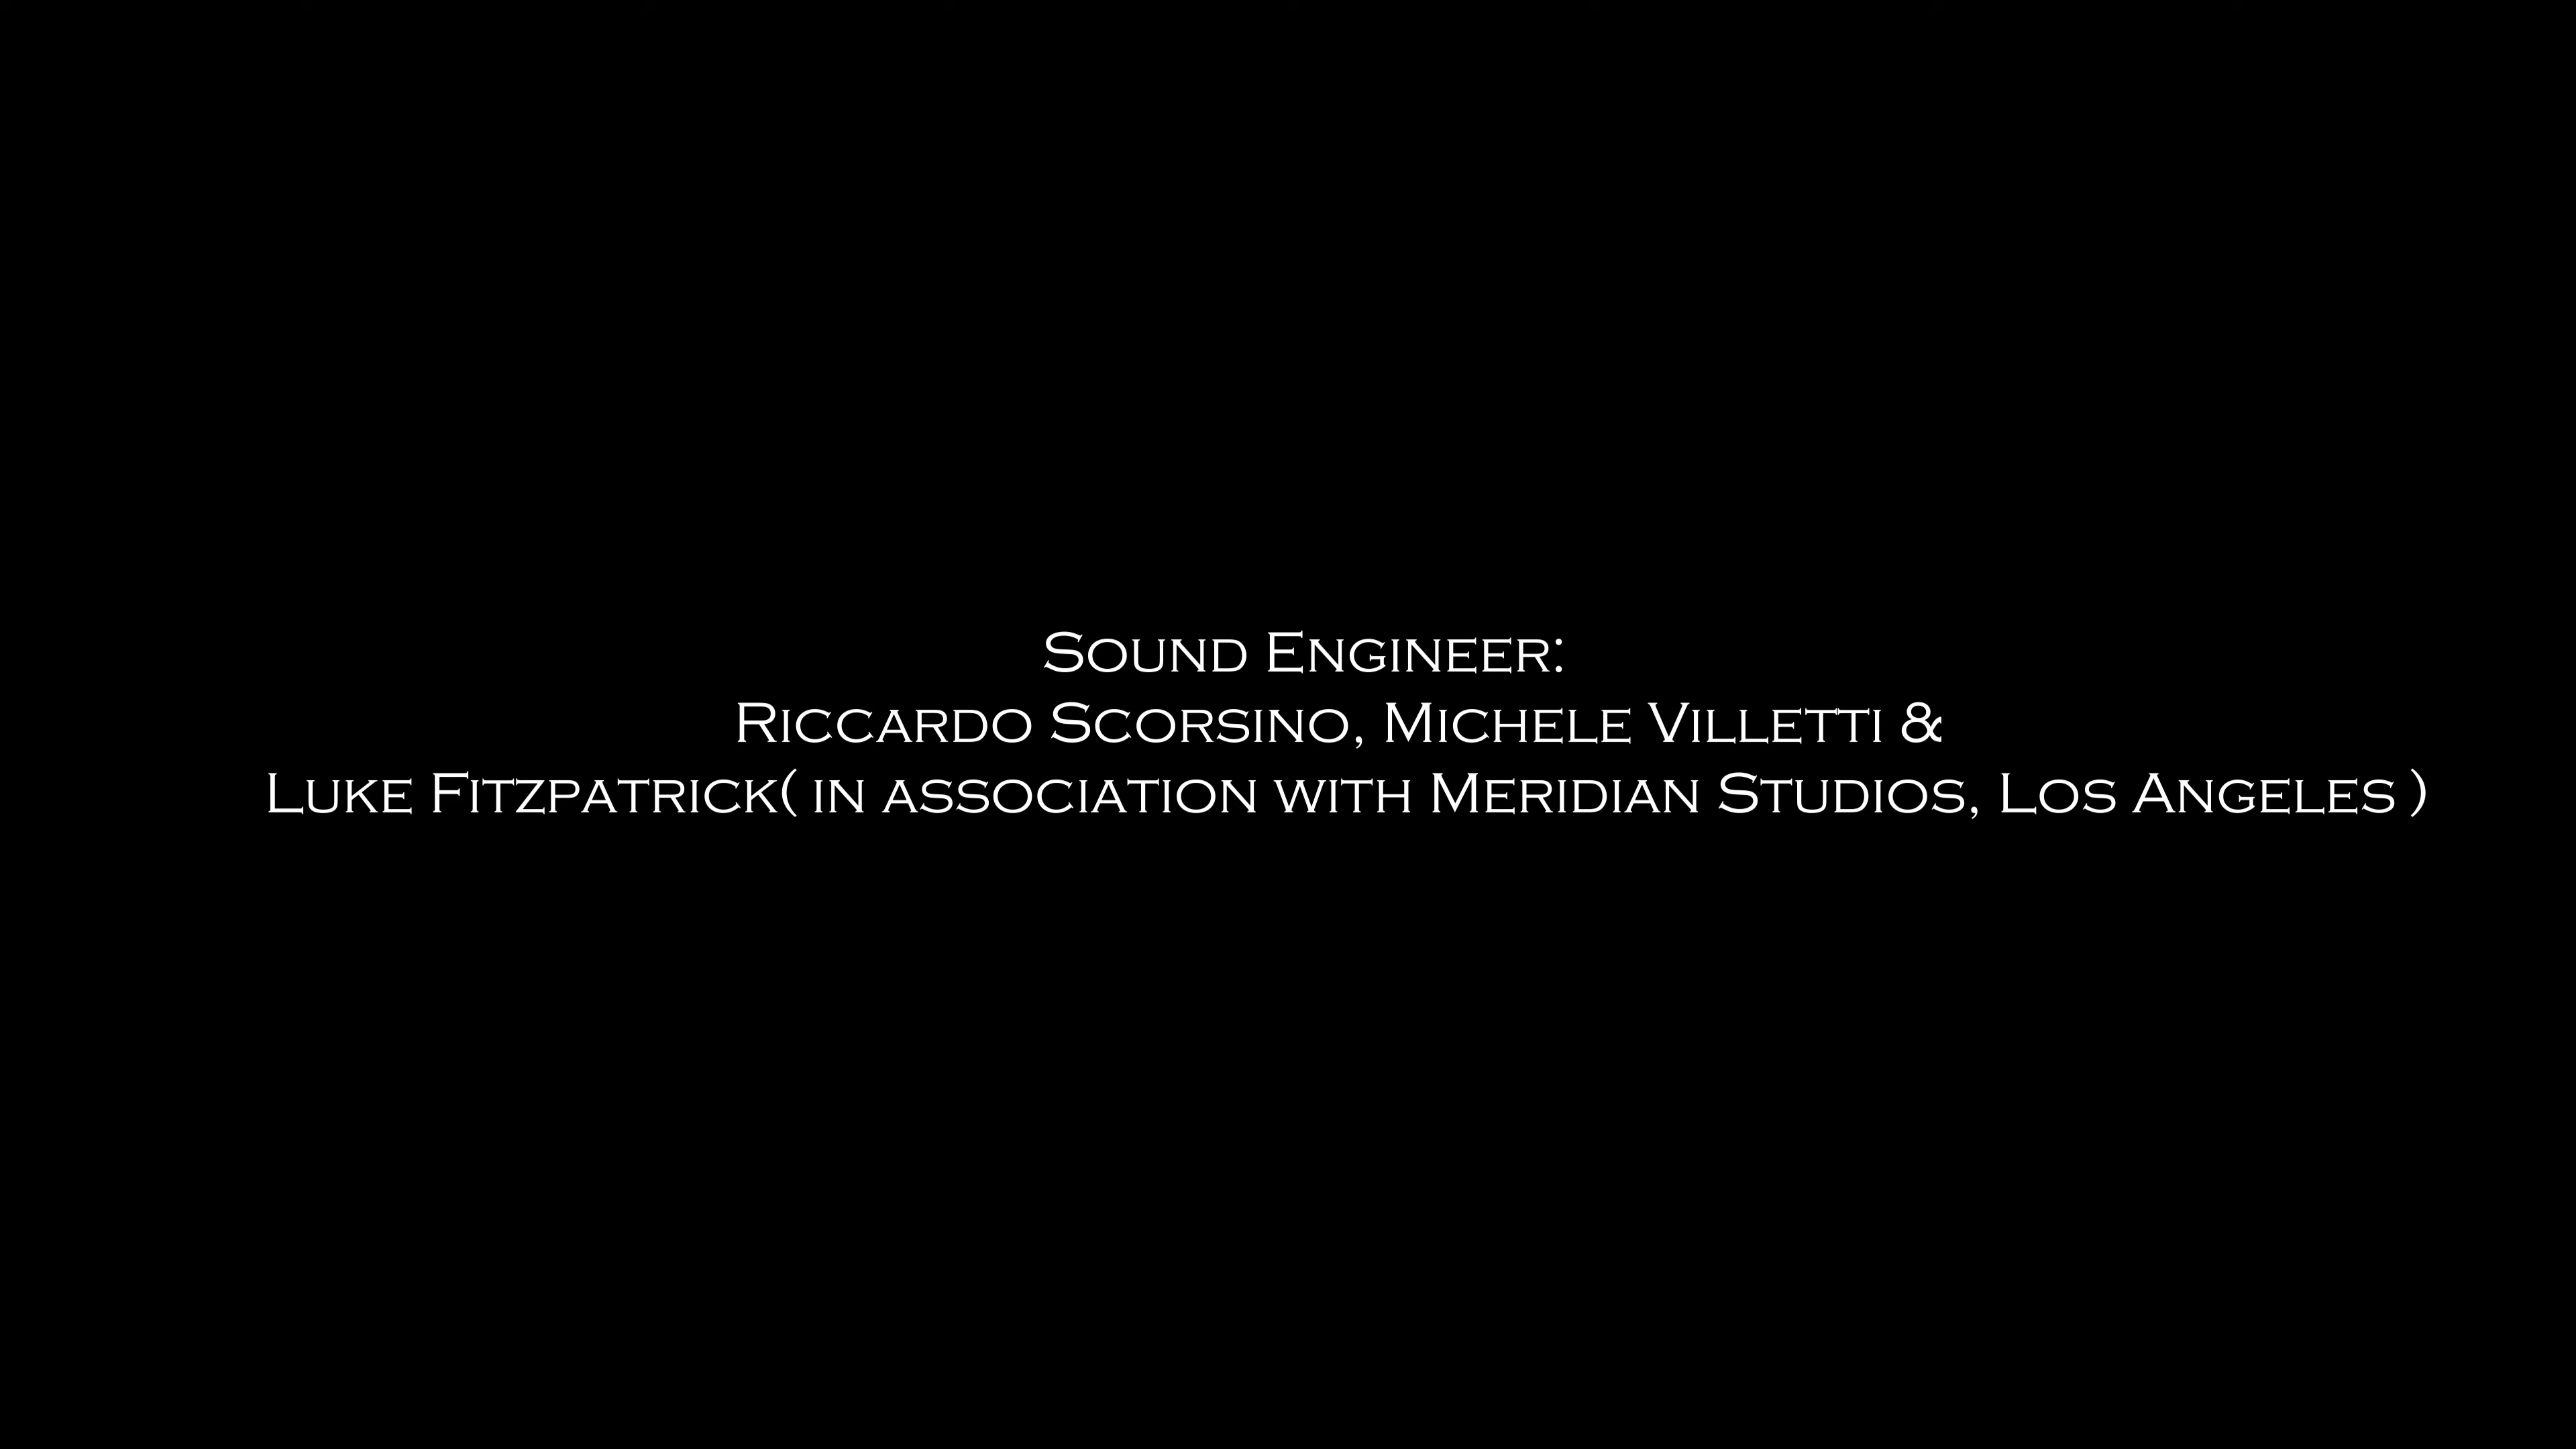 Sound Engineer:
Riccardo Scorsino, Michele Villetti &
Luke Fitzpatrick( in association with Meridian Studios, Los Angeles )